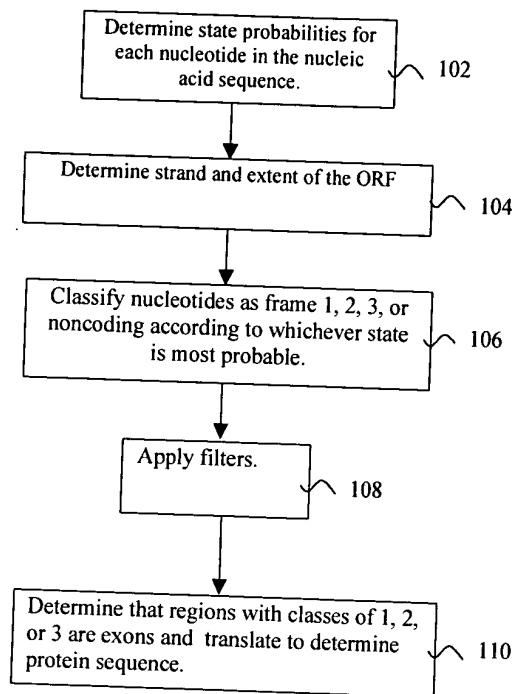 Determine state probabilities for
each nucleotide in the nucleic
acid sequence.
102
Determine strand and extent of the ORF
104
Classify nucleotides as frame 1, 2, 3, or
noncoding according to whichever state
is most probable.
106
Apply filters.
108
Determine that regions with classes of 1, 2,
or 3 are exons and translate to determine
protein sequence.
110